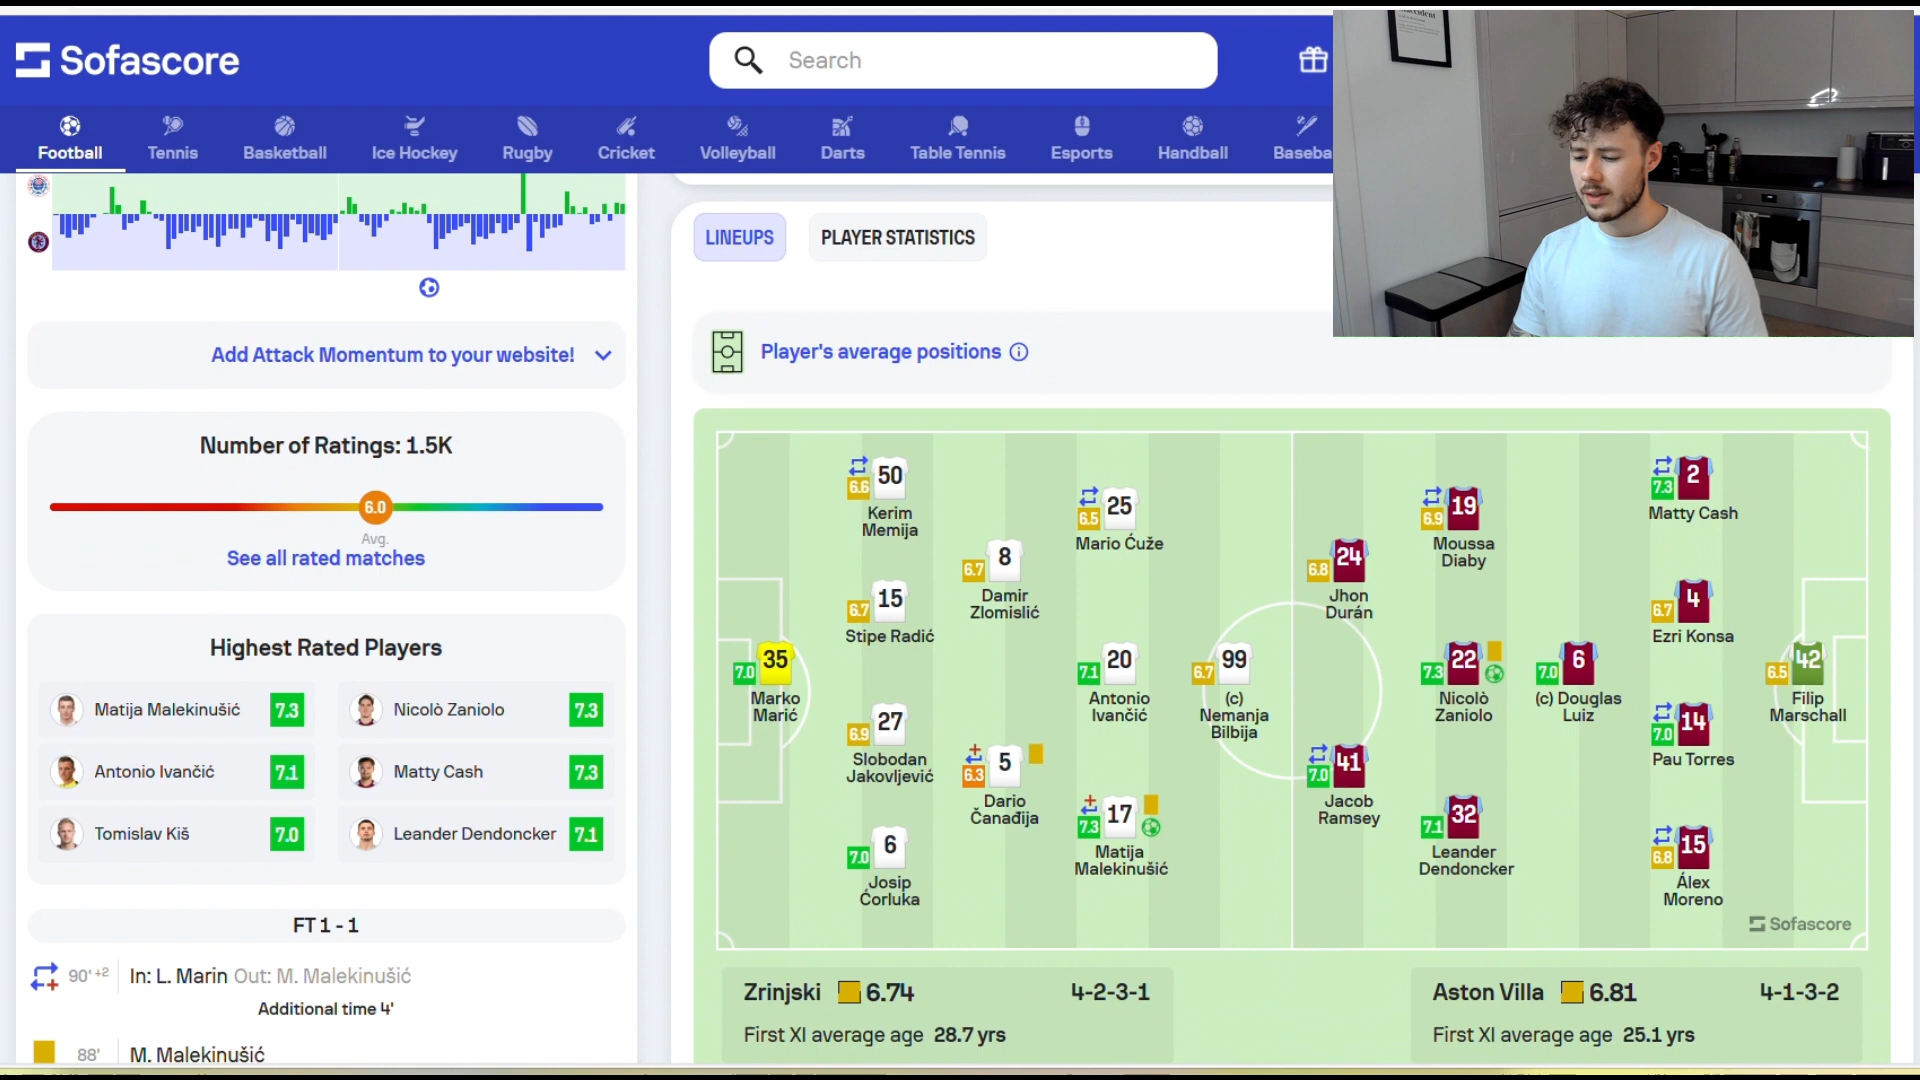 Sofascore
Search
Football
Tennis
Basketball
Ice Hockey
Rugby
Cricket
Volleyball
Darts
Table Tennis
Esports
Handball
Baseba
Add Attack Momentum to your website!
Number of Ratings: 1.5K
6.0
Avg.
See all rated matches
Highest Rated Players
Matija Malekinušić 7.3
Nicolò Zaniolo 7.3
Antonio Ivančić 7.1
Matty Cash 7.3
Tomislav Kiš 7.0
Leander Dendoncker 7.1
FT 1 - 1
90' +2 In: L. Marin Out: M. Malekinušić
Additional time 4'
88' M. Malekinušić
LINEUPS
PLAYER STATISTICS
Player's average positions
35
7.0
Marko
Marić
50
6.6
Kerim
Memija
15
6.7
Stipe Radić
27
6.9
Slobodan
Jakovljević
6
7.0
Josip
Ćorluka
8
6.7
Damir
Zlomislić
5
6.3
Dario
Čanađija
25
6.5
Mario Ćuže
20
7.1
Antonio
Ivančić
17
7.3
Matija
Malekinušić
99
6.7
(c)
Nemanja
Bilbija
24
6.8
Jhon
Durán
41
7.0
Jacob
Ramsey
19
6.9
Moussa
Diaby
22
7.3
Nicolò
Zaniolo
32
7.1
Leander
Dendoncker
6
7.0
(c) Douglas
Luiz
2
7.3
Matty Cash
4
6.7
Ezri Konsa
14
7.0
Pau Torres
15
6.8
Álex
Moreno
42
6.5
Filip
Marschall
Sofascore
Zrinjski 6.74 4-2-3-1
First XI average age 28.7 yrs
Aston Villa 6.81 4-1-3-2
First XI average age 25.1 yrs